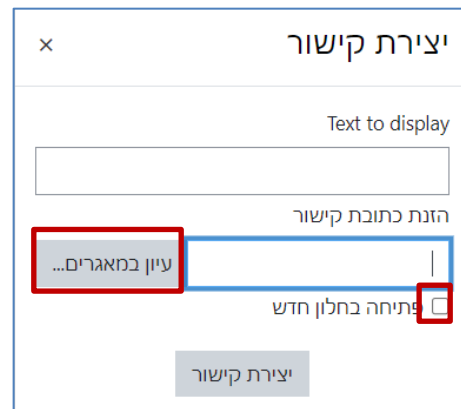 יצירת קישור ×
Text to display
הזנת כתובת קישור
עיון במאגרים...
פתיחה בחלון חדש
יצירת קישור